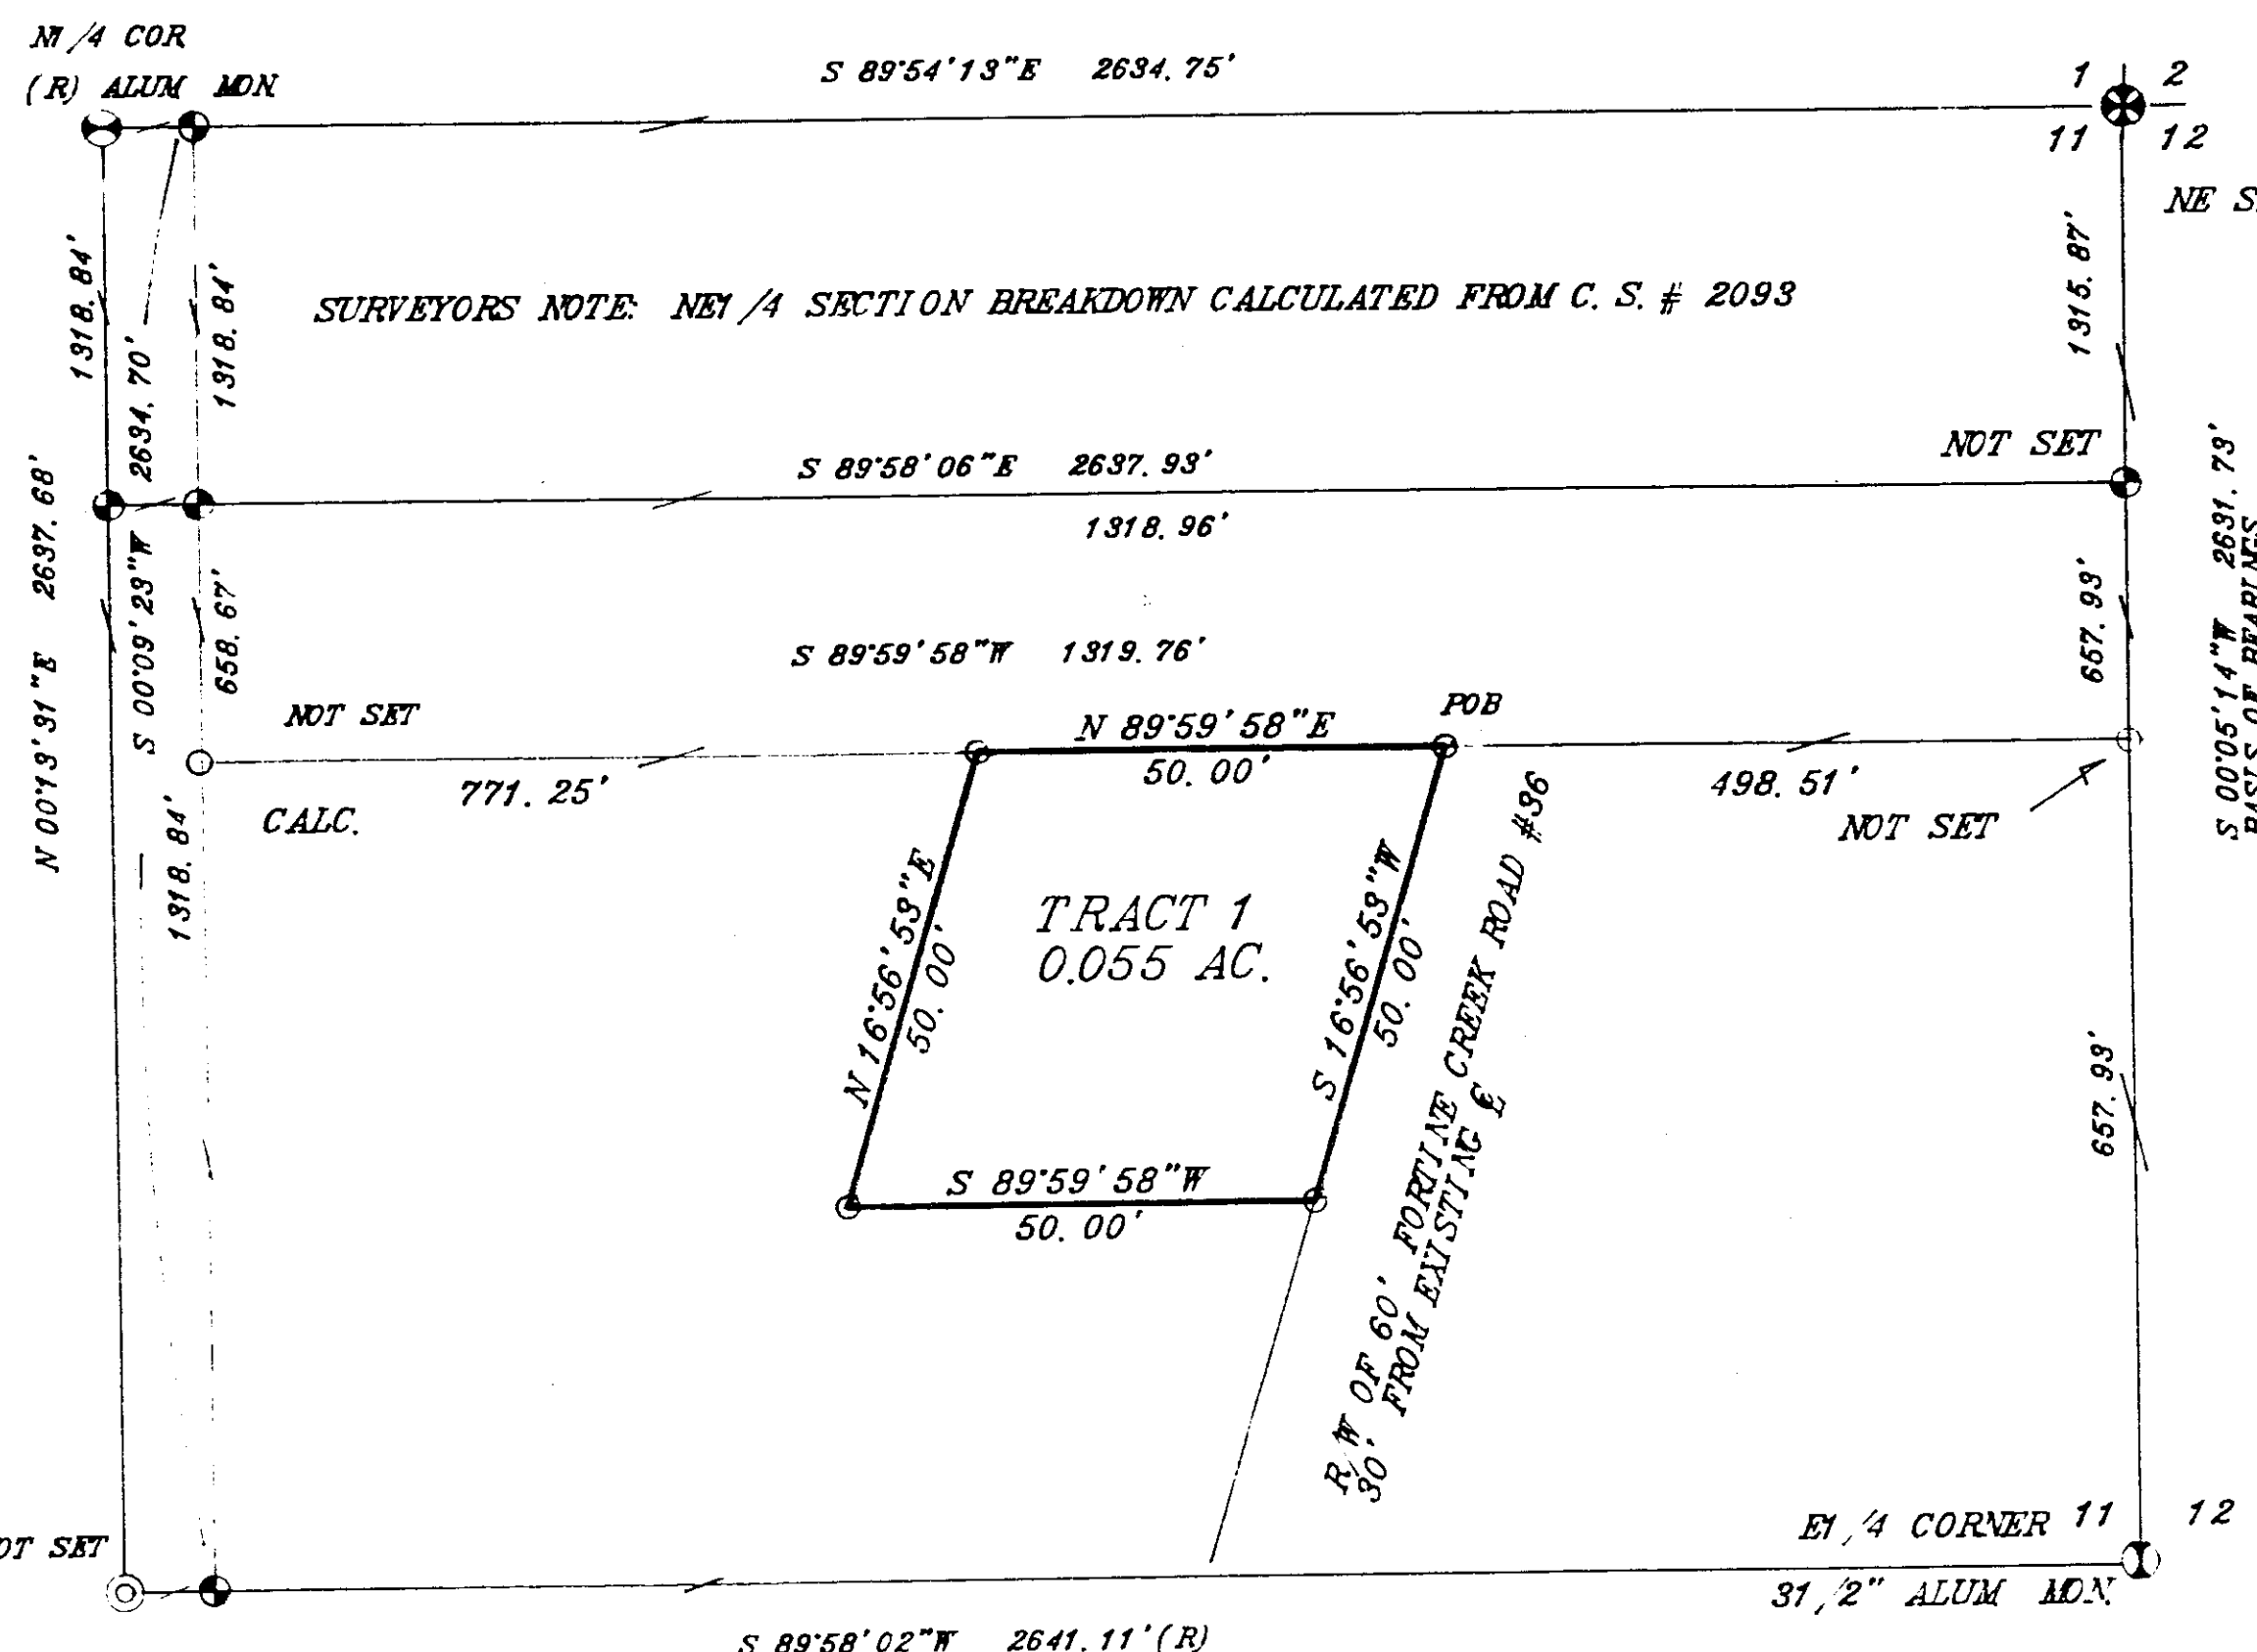 N1/4 COR
(R) ALUM MON
S 89°54'13"E 2634.75'
1 2
11 12
NE
1318.84'
2634.70'
1318.84'
1315.87'
SURVEYORS NOTE: NE1/4 SECTION BREAKDOWN CALCULATED FROM C.S. # 2093
NOT SET
S 89°58'06"E 2637.93'
1318.96'
N 00°13'31"E 2637.68'
S 00°09'23"W
658.67'
657.93'
S 00°05'14"W 2631.73'
BASIS OF BEARINGS
S 89°59'58"W 1319.76'
NOT SET
N 89°59'58"E
POB
50.00'
771.25'
498.51'
CALC.
NOT SET
1318.84'
N 16°56'53"E
50.00'
TRACT 1
0.055 AC.
S 16°56'53"W
50.00'
R/W OF 60' FORTINE CREEK ROAD #36
30' FROM EXISTING ℄
657.93'
S 89°59'58"W
50.00'
E1/4 CORNER 11 12
31/2" ALUM MON.
OT SET
S 89°58'02"W 2641.11'(R)